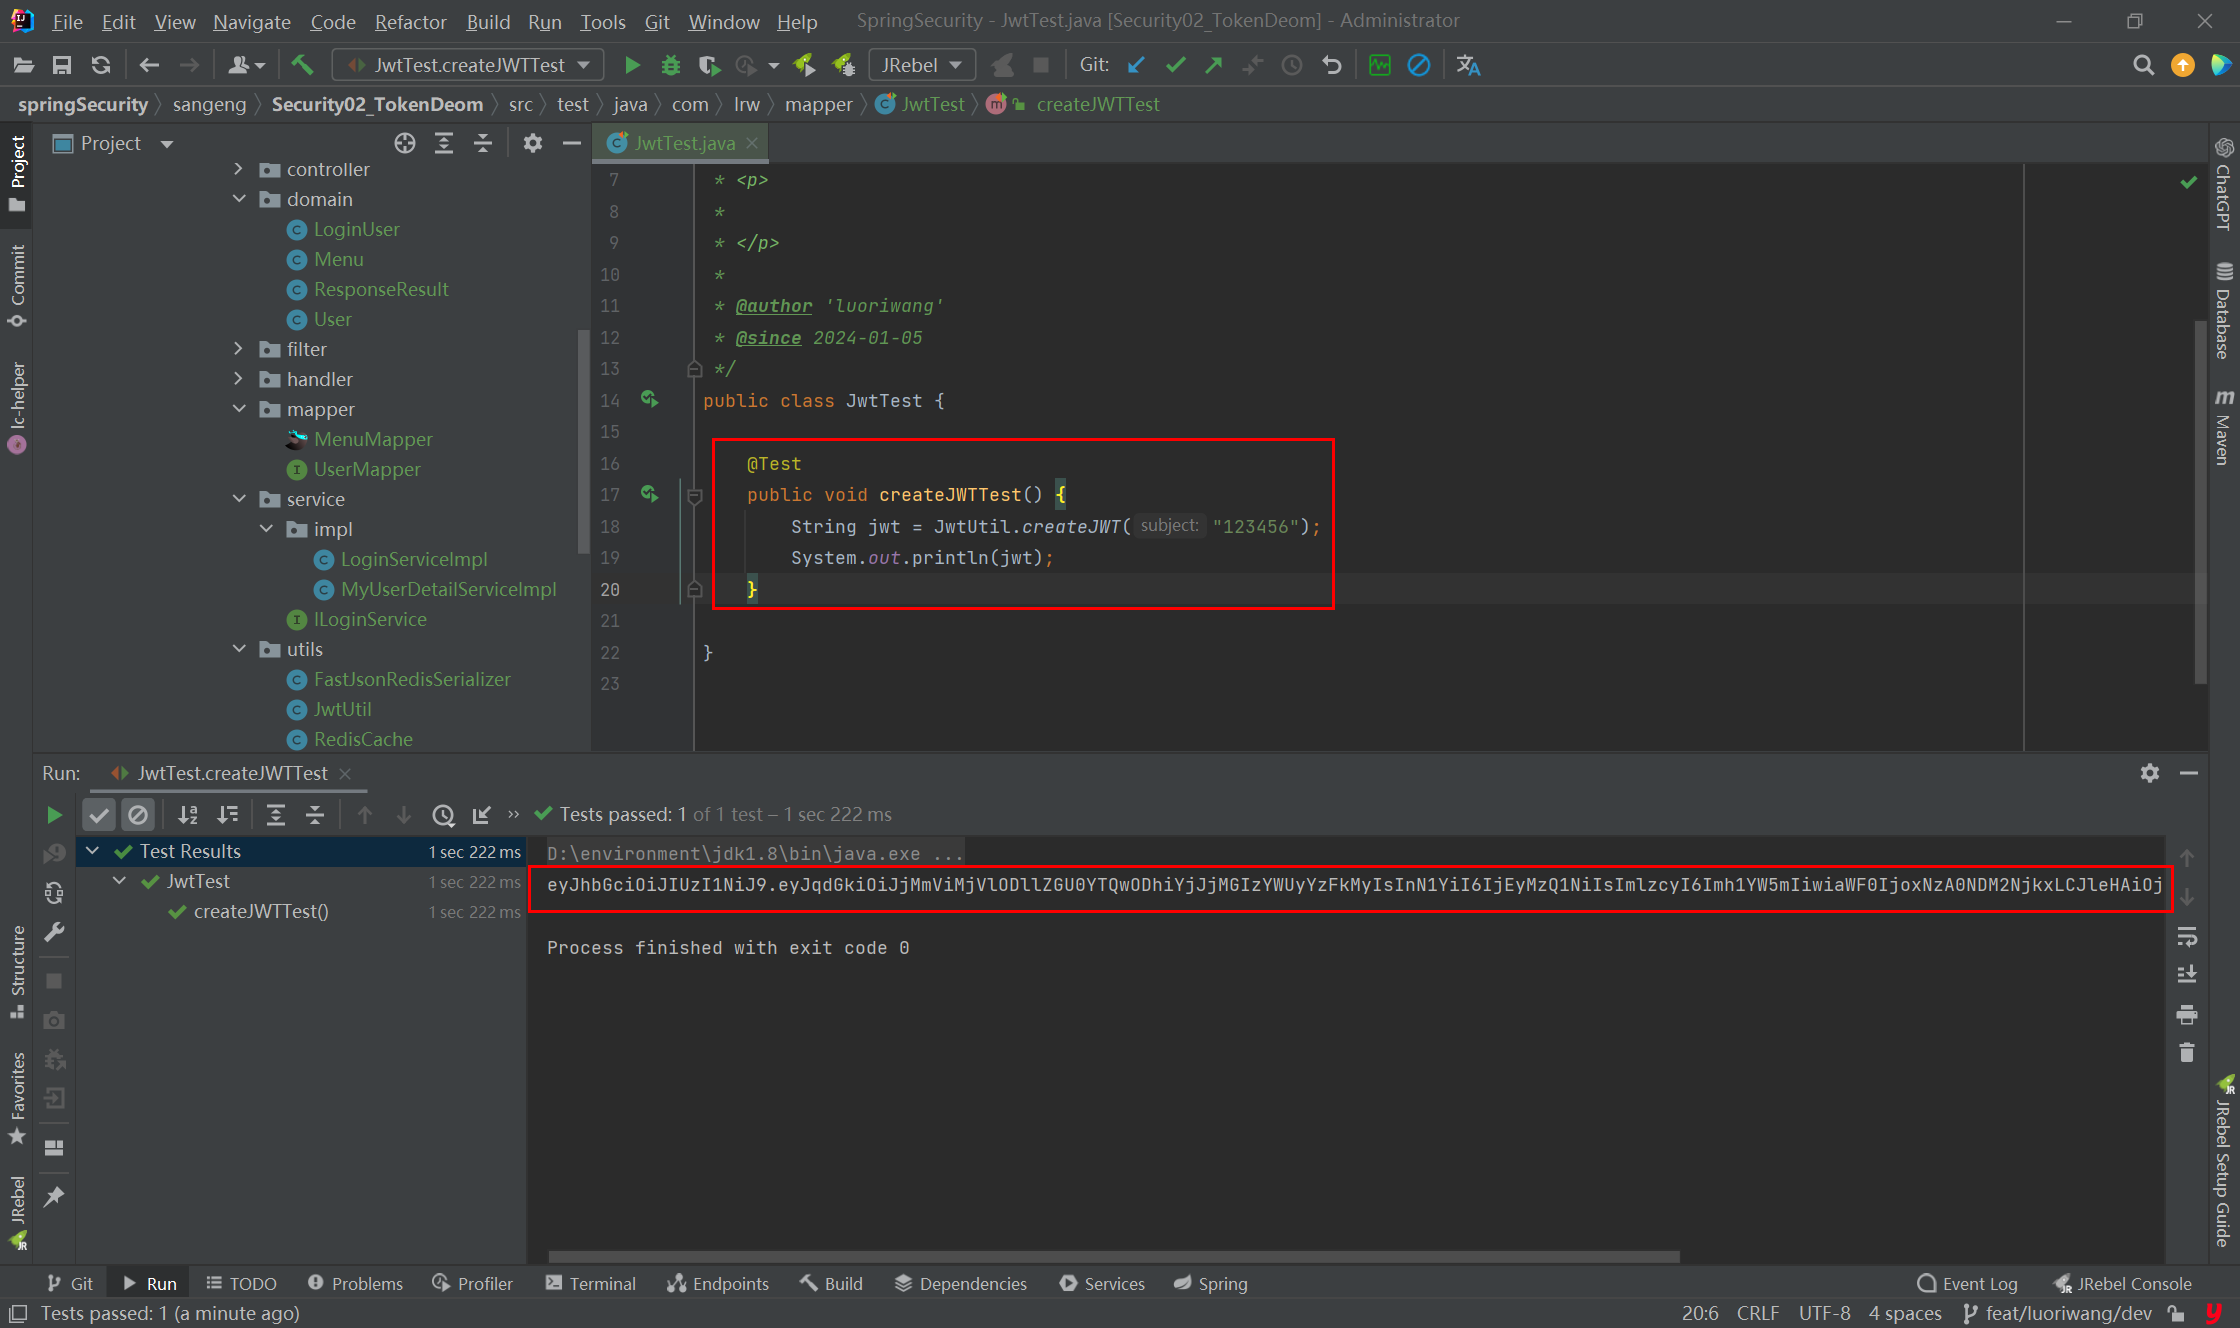 File Edit View Navigate Code Refactor Build Run Tools Git Window Help SpringSecurity - JwtTest.java [Security02_TokenDeom] - Administrator
JwtTest.createJWTTest JRebel Git:
springSecurity sangeng Security02_TokenDeom src test java com lrw mapper JwtTest createJWTTest
Project
JwtTest.java
controller
domain
LoginUser
Menu
ResponseResult
User
filter
handler
mapper
MenuMapper
UserMapper
service
impl
LoginServiceImpl
MyUserDetailServiceImpl
ILoginService
utils
FastJsonRedisSerializer
JwtUtil
RedisCache
7 * <p>
8 *
9 * </p>
10 *
11 * @author 'luoriwang'
12 * @since 2024-01-05
13 */
14 public class JwtTest {
15
16 @Test
17 public void createJWTTest() {
18 String jwt = JwtUtil.createJWT( subject: "123456");
19 System.out.println(jwt);
20 }
21
22 }
23
Project
Commit
lc-helper
Structure
Favorites
JRebel
ChatGPT
Database
Maven
JRebel Setup Guide
Run: JwtTest.createJWTTest
Tests passed: 1 of 1 test – 1 sec 222 ms
Test Results 1 sec 222 ms
JwtTest 1 sec 222 ms
createJWTTest() 1 sec 222 ms
D:\environment\jdk1.8\bin\java.exe ...
eyJhbGciOiJIUzI1NiJ9.eyJqdGkiOiJjMmViMjVlODllZGU0YTQwODhiYjJjMGIzYWUyYzFkMyIsInN1YiI6IjEyMzQ1NiIsImlzcyI6Imh1YW5mIiwiaWF0IjoxNzA0NDM2NjkxLCJleHAiOj
Process finished with exit code 0
Git Run TODO Problems Profiler Terminal Endpoints Build Dependencies Services Spring Event Log JRebel Console
Tests passed: 1 (a minute ago) 20:6 CRLF UTF-8 4 spaces feat/luoriwang/dev